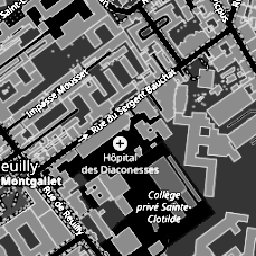 Impasse Mousset
Rue du Sergent Bauchat
Hôpital
des Diaconesses
euilly
Montgallet
Rue de Reuilly
Collège
privé Sainte-
Clotilde